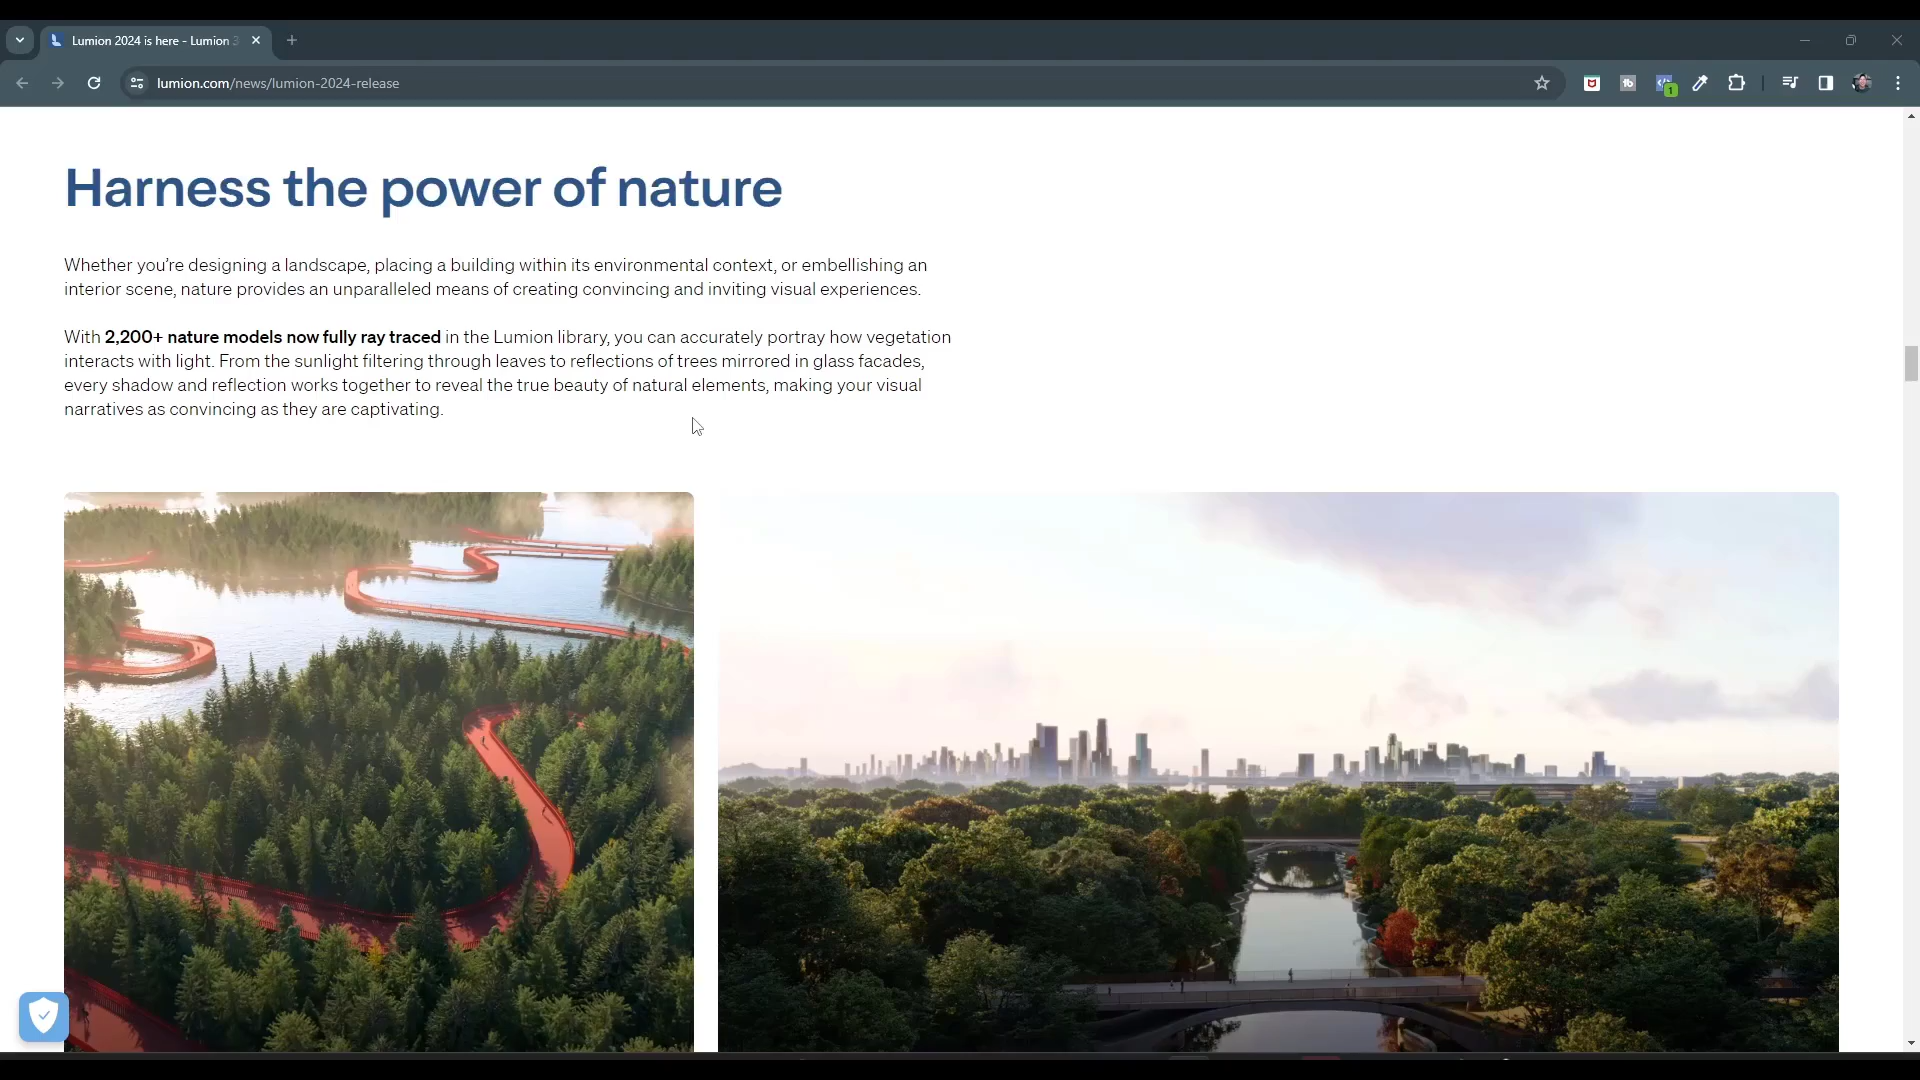 Lumion 2024 is here - Lumion 3
lumion.com/news/lumion-2024-release
1
Harness the power of nature
Whether you’re designing a landscape, placing a building within its environmental context, or embellishing an
interior scene, nature provides an unparalleled means of creating convincing and inviting visual experiences.
With 2,200+ nature models now fully ray traced in the Lumion library, you can accurately portray how vegetation
interacts with light. From the sunlight filtering through leaves to reflections of trees mirrored in glass facades,
every shadow and reflection works together to reveal the true beauty of natural elements, making your visual
narratives as convincing as they are captivating.